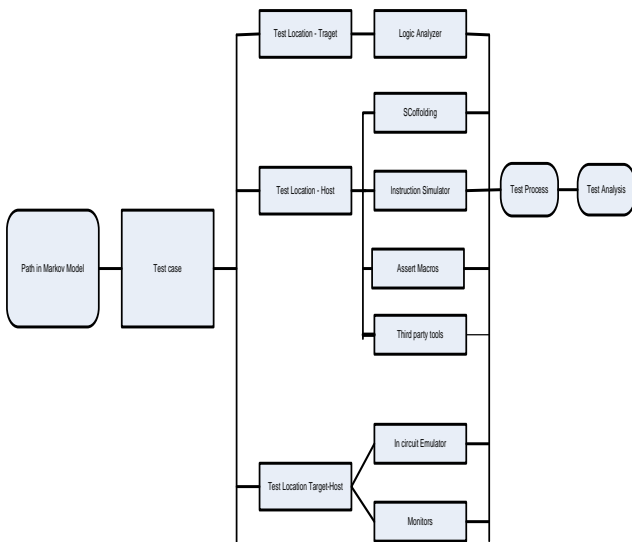 Test Location - Traget
Logic Analyzer
SCoffolding
Test Location - Host
Instruction Simulator
Test Process
Test Analysis
Path in Markov Model
Test case
Assert Macros
Third party tools
In circuit Emulator
Test Location Target-Host
Monitors